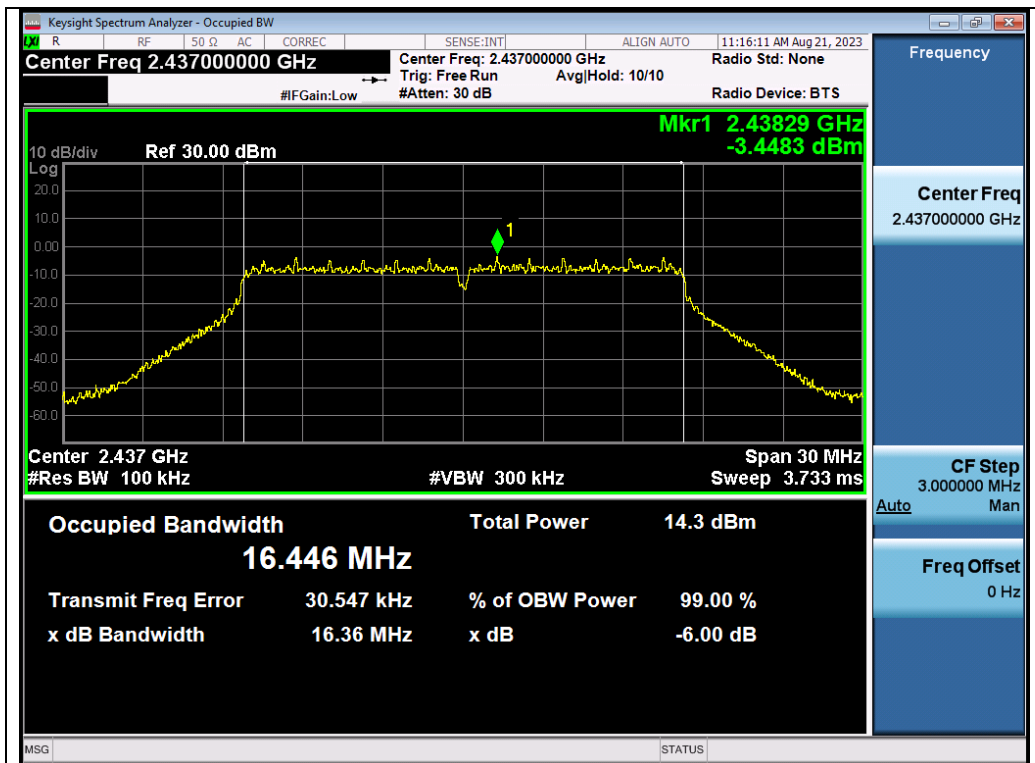 Keysight Spectrum Analyzer - Occupied BW
LXI R RF 50 Ω AC CORREC SENSE:INT ALIGN AUTO 11:16:11 AM Aug 21, 2023
Center Freq 2.437000000 GHz
Center Freq: 2.437000000 GHz Radio Std: None
Trig: Free Run Avg|Hold: 10/10
#IFGain:Low #Atten: 30 dB Radio Device: BTS
Frequency
Mkr1 2.43829 GHz
-3.4483 dBm
10 dB/div Ref 30.00 dBm
Log
20.0
10.0
0.00
-10.0
-20.0
-30.0
-40.0
-50.0
-60.0
1
Center 2.437 GHz Span 30 MHz
#Res BW 100 kHz #VBW 300 kHz Sweep 3.733 ms
Center Freq
2.437000000 GHz
CF Step
3.000000 MHz
Auto Man
Freq Offset
0 Hz
Occupied Bandwidth Total Power 14.3 dBm
16.446 MHz
Transmit Freq Error 30.547 kHz % of OBW Power 99.00 %
x dB Bandwidth 16.36 MHz x dB -6.00 dB
MSG STATUS